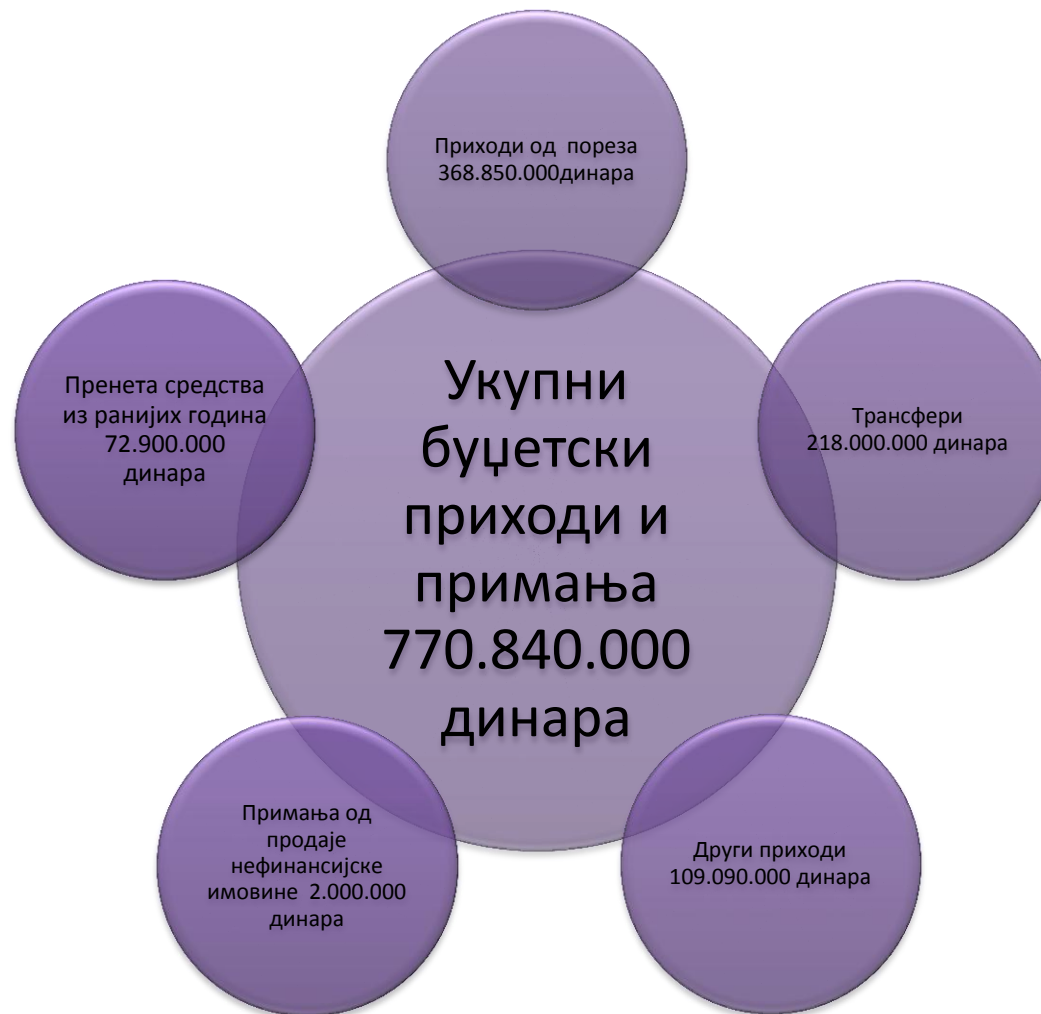 Приходи од пореза
368.850.000динара
Пренета средства
из ранијих година
72.900.000
динара
Укупни
буџетски
приходи и
примања
770.840.000
динара
Трансфери
218.000.000 динара
Примања од
продаје
нефинансијске
имовине 2.000.000
динара
Други приходи
109.090.000 динара